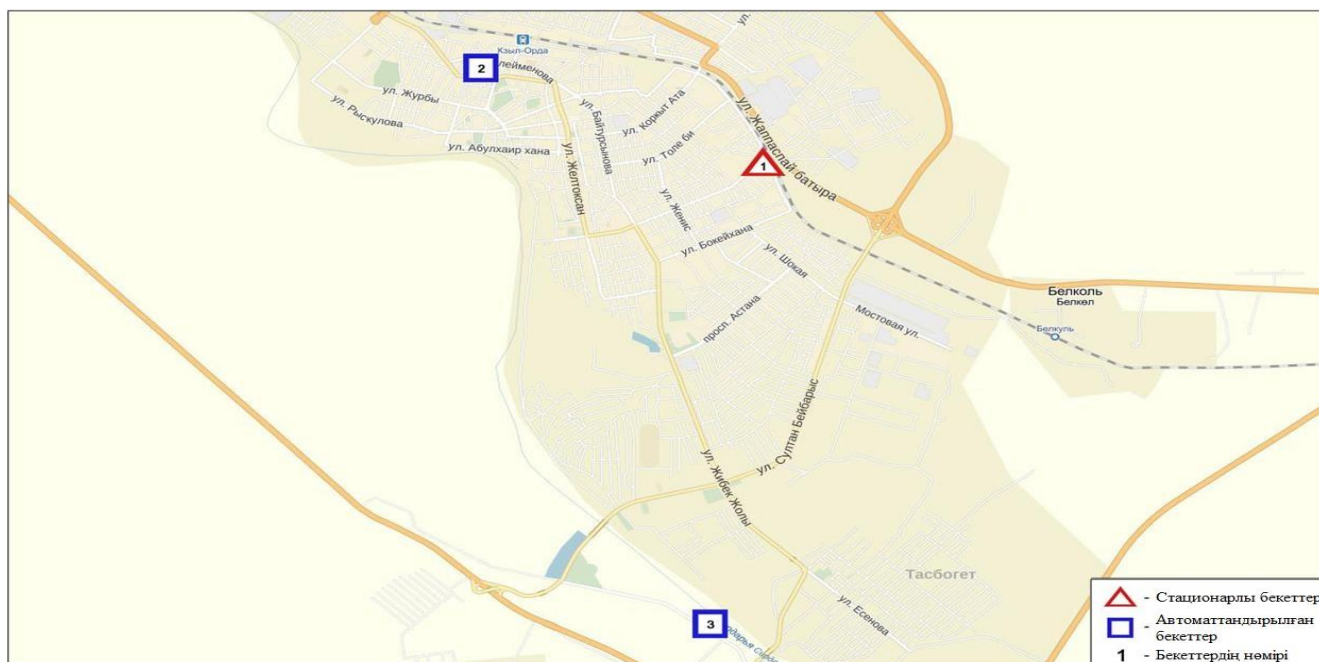 Кзыл-Орда
2
лейменова
ул. Журбы
ул. Рыскулова
ул. Абулхаир хана
ул. Желтоксан
ул. Байтурсынова
ул. Коркыт Ата
ул. Толе би
ул. Жаппаспай батыра
1
ул. Женис
ул. Бокейхана
ул. Шокая
просп. Астана
Мостовая ул.
Белколь
Белкөл
Белкуль
ул. Султан Бейбарыс
ул. Жибек Жолы
Тасбогет
ул. Есенова
3
- Стационарлы бекеттер
- Автоматтандырылған
бекеттер
1 - Бекеттердің нөмірі